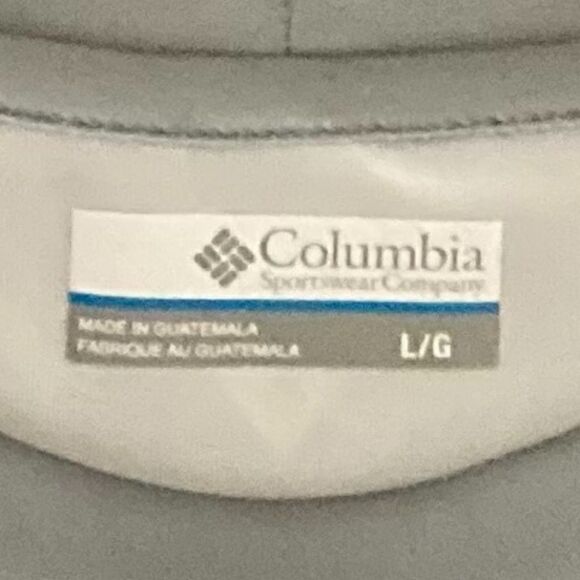 Columbia
Sportswear Company
MADE IN GUATEMALA
FABRIQUE AU GUATEMALA
L/G